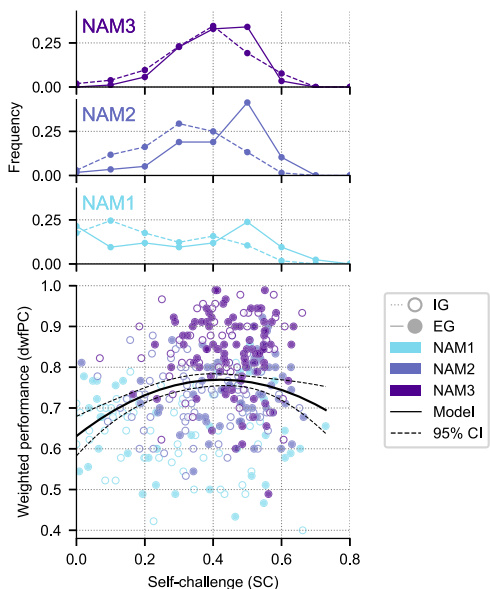 NAM3
0.25
0.00
NAM2
0.25
0.00
Frequency
NAM1
0.25
0.00
1.0
0.9
0.8
0.7
0.6
0.5
0.4
Weighted performance (dwfPC)
0.0 0.2 0.4 0.6 0.8
Self-challenge (SC)
IG
EG
NAM1
NAM2
NAM3
Model
95% CI